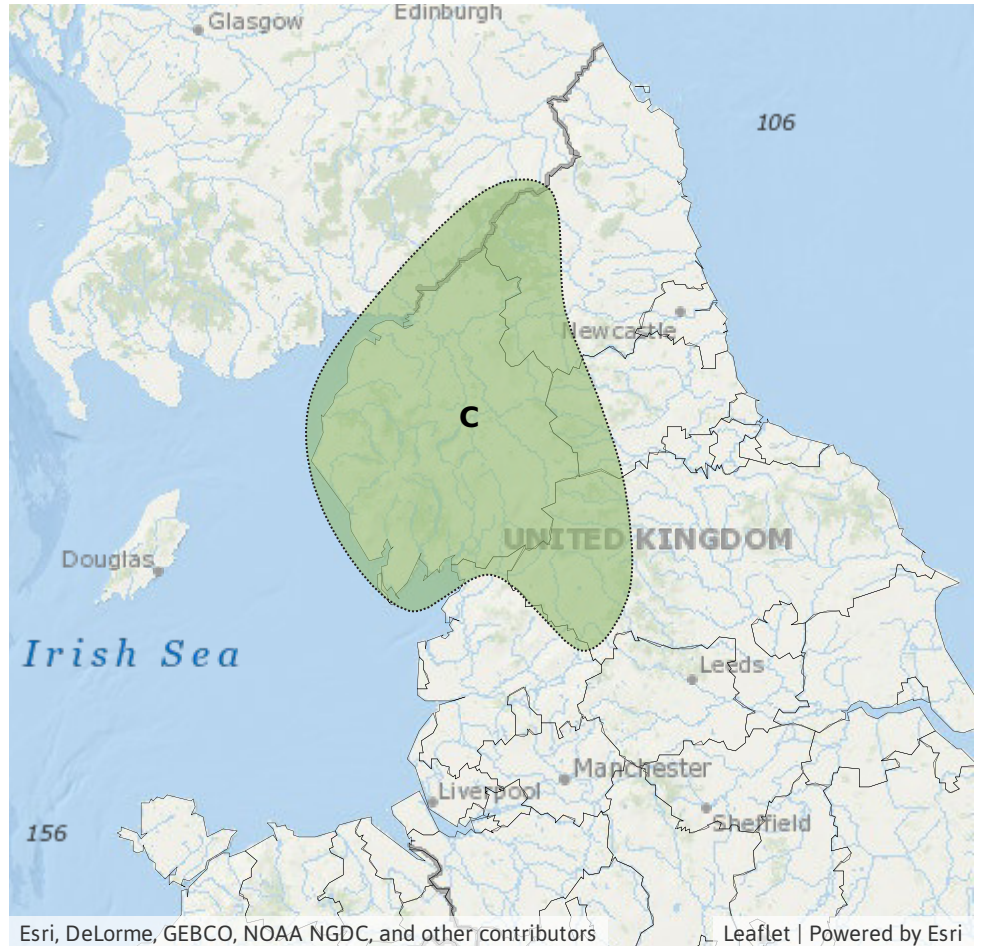 Edinburgh
Glasgow
106
Newcastle
C
UNITED KINGDOM
Douglas
Irish Sea
Leeds
Manchester
Liverpool
Sheffield
156
Esri, DeLorme, GEBCO, NOAA NGDC, and other contributors
Leaflet | Powered by Esri